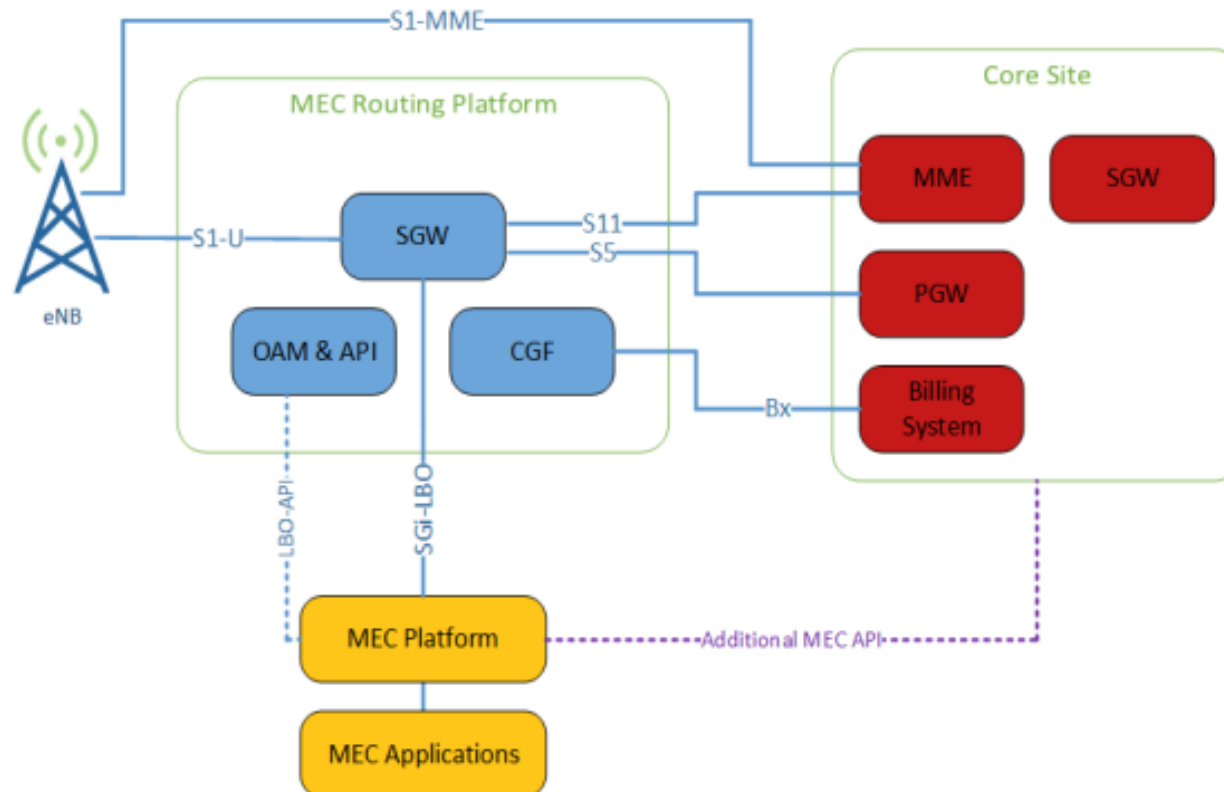 S1-MME
Core Site
MEC Routing Platform
MME
SGW
SGW
S11
S1-U
S5
PGW
eNB
OAM & API
CGF
Billing
System
Bx
LBO-API
SGi-LBO
MEC Platform
Additional MEC API
MEC Applications